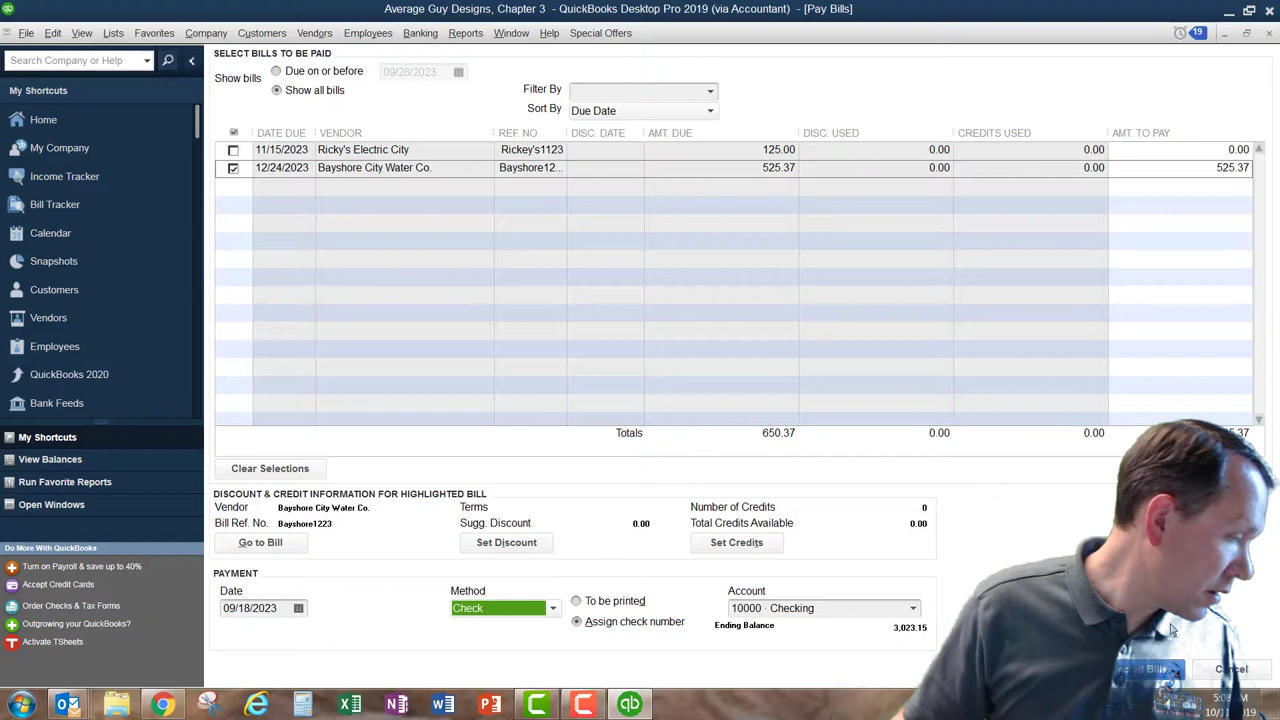 Average Guy Designs, Chapter 3 - QuickBooks Desktop Pro 2019 (via Accountant) - [Pay Bills]
File Edit View Lists Favorites Company Customers Vendors Employees Banking Reports Window Help Special Offers 19
Search Company or Help
My Shortcuts
Home
My Company
Income Tracker
Bill Tracker
Calendar
Snapshots
Customers
Vendors
Employees
QuickBooks 2020
Bank Feeds
My Shortcuts
View Balances
Run Favorite Reports
Open Windows
Do More With QuickBooks
Turn on Payroll & save up to 40%
Accept Credit Cards
Order Checks & Tax Forms
Outgrowing your QuickBooks?
Activate TSheets
SELECT BILLS TO BE PAID
Show bills
Due on or before 09/28/2023
Show all bills
Filter By
Sort By Due Date
DATE DUE VENDOR REF. NO. DISC. DATE AMT. DUE DISC. USED CREDITS USED AMT. TO PAY
11/15/2023 Ricky's Electric City Rickey's1123 125.00 0.00 0.00 0.00
12/24/2023 Bayshore City Water Co. Bayshore12... 525.37 0.00 0.00 525.37
Totals 650.37 0.00 0.00
Clear Selections
DISCOUNT & CREDIT INFORMATION FOR HIGHLIGHTED BILL
Vendor Bayshore City Water Co. Terms Number of Credits 0
Bill Ref. No. Bayshore1223 Sugg. Discount 0.00 Total Credits Available 0.00
Go to Bill Set Discount Set Credits
PAYMENT
Date Method Account
09/18/2023 Check To be printed 10000 · Checking
Assign check number Ending Balance 3,023.15
Bills Cancel